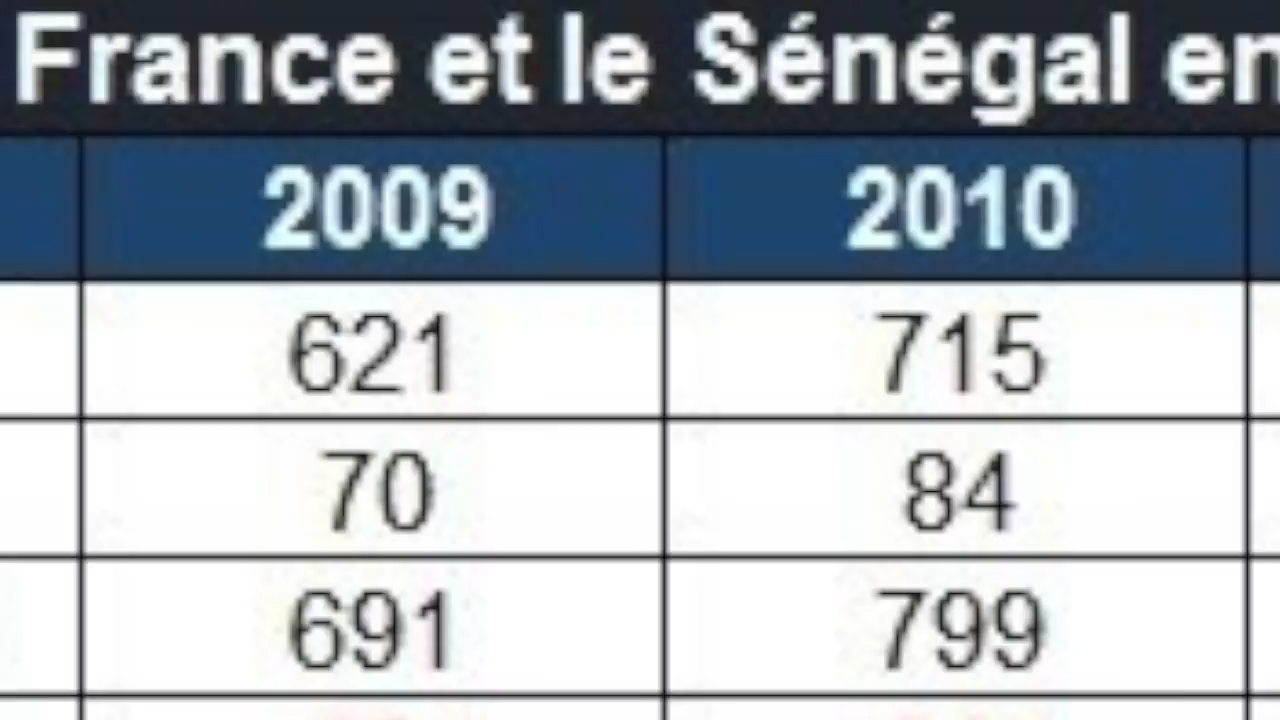 France et le Sénégal en
2009 2010
621 715
70 84
691 799